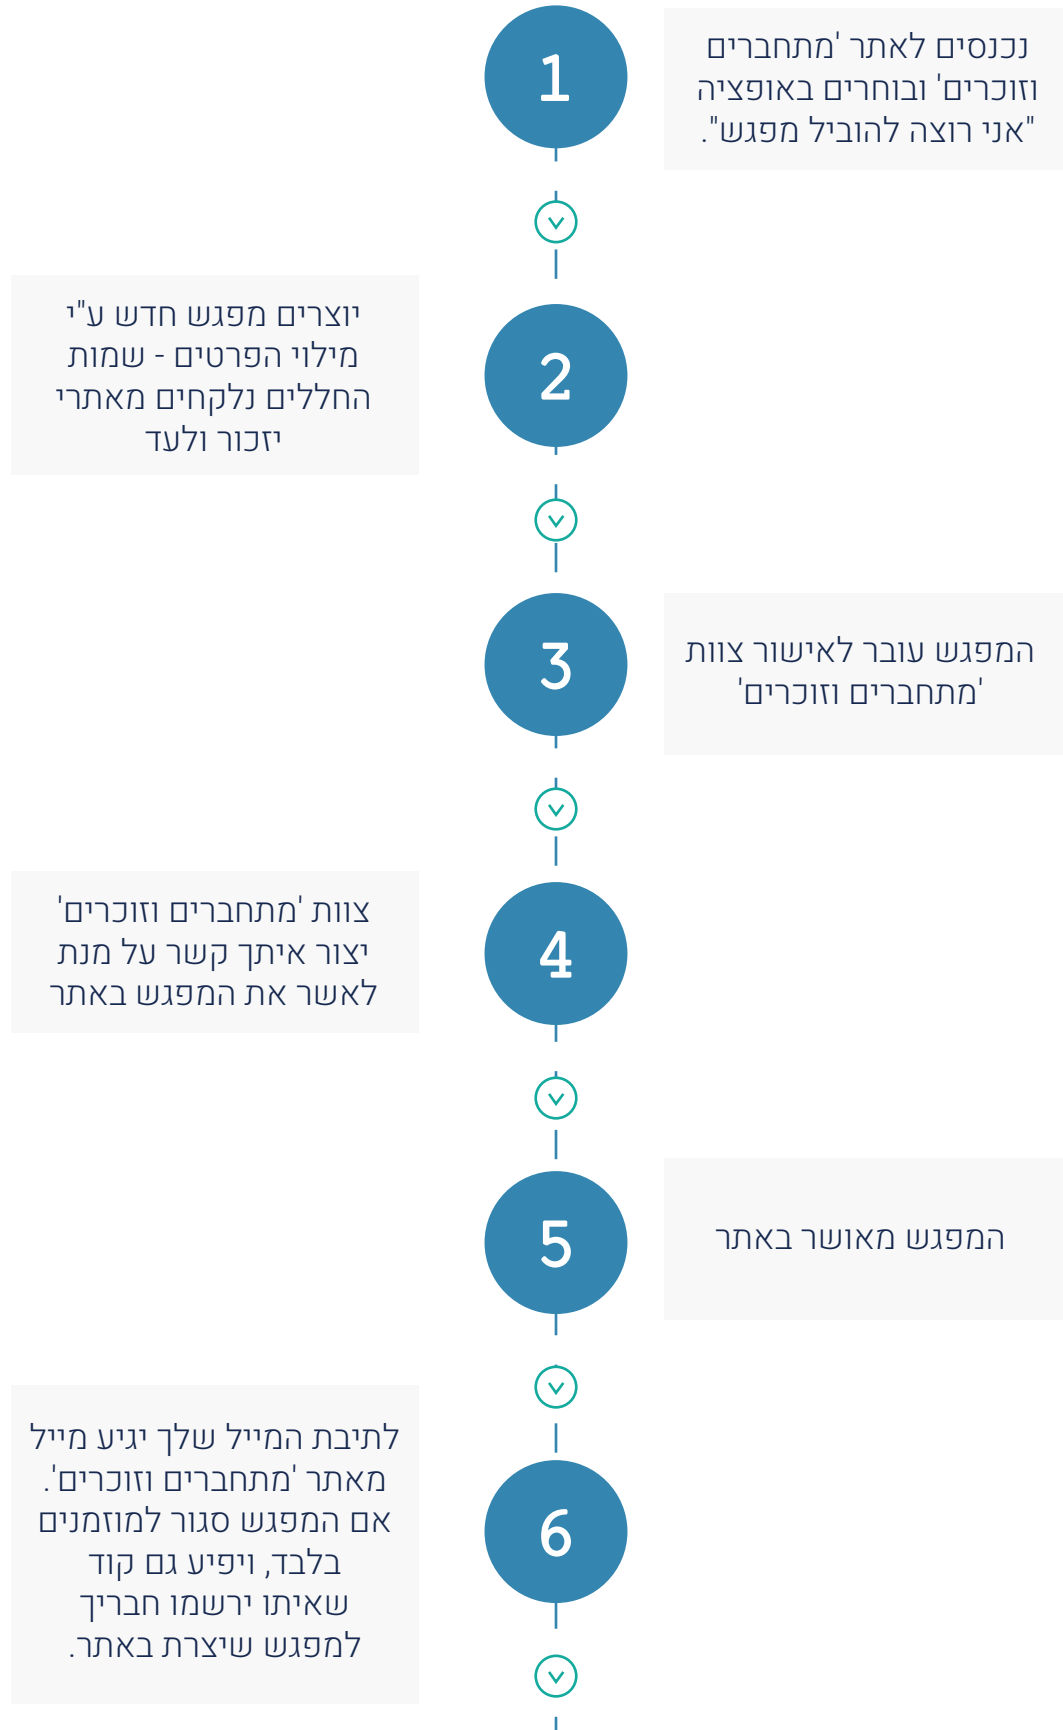 1
נכנסים לאתר 'מתחברים
וזוכרים' ובוחרים באופציה
"אני רוצה להוביל מפגש".
2
יוצרים מפגש חדש ע"י
מילוי הפרטים - שמות
החללים נלקחים מאתרי
יזכור ולעד
3
המפגש עובר לאישור צוות
'מתחברים וזוכרים'
4
צוות 'מתחברים וזוכרים'
יצור איתך קשר על מנת
לאשר את המפגש באתר
5
המפגש מאושר באתר
6
לתיבת המייל שלך יגיע מייל
מאתר 'מתחברים וזוכרים'.
אם המפגש סגור למוזמנים
בלבד, ויפיע גם קוד
שאיתו ירשמו חבריך
למפגש שיצרת באתר.